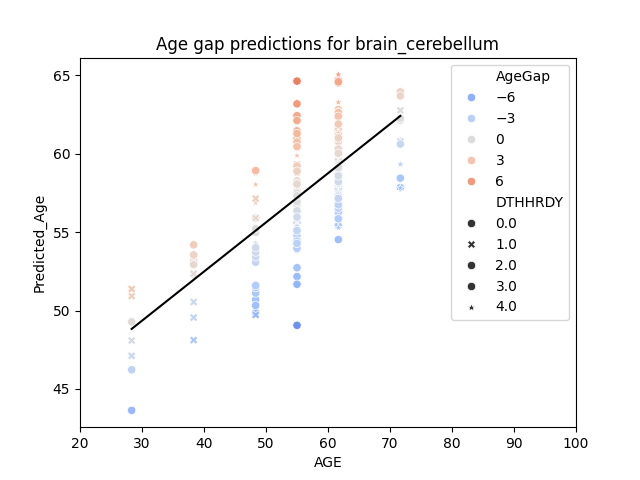 Age gap predictions for brain_cerebellum
Predicted_Age
65
60
55
50
45
20 30 40 50 60 70 80 90 100
AGE
AgeGap
−6
−3
0
3
6
DTHHRDY
0.0
1.0
2.0
3.0
4.0